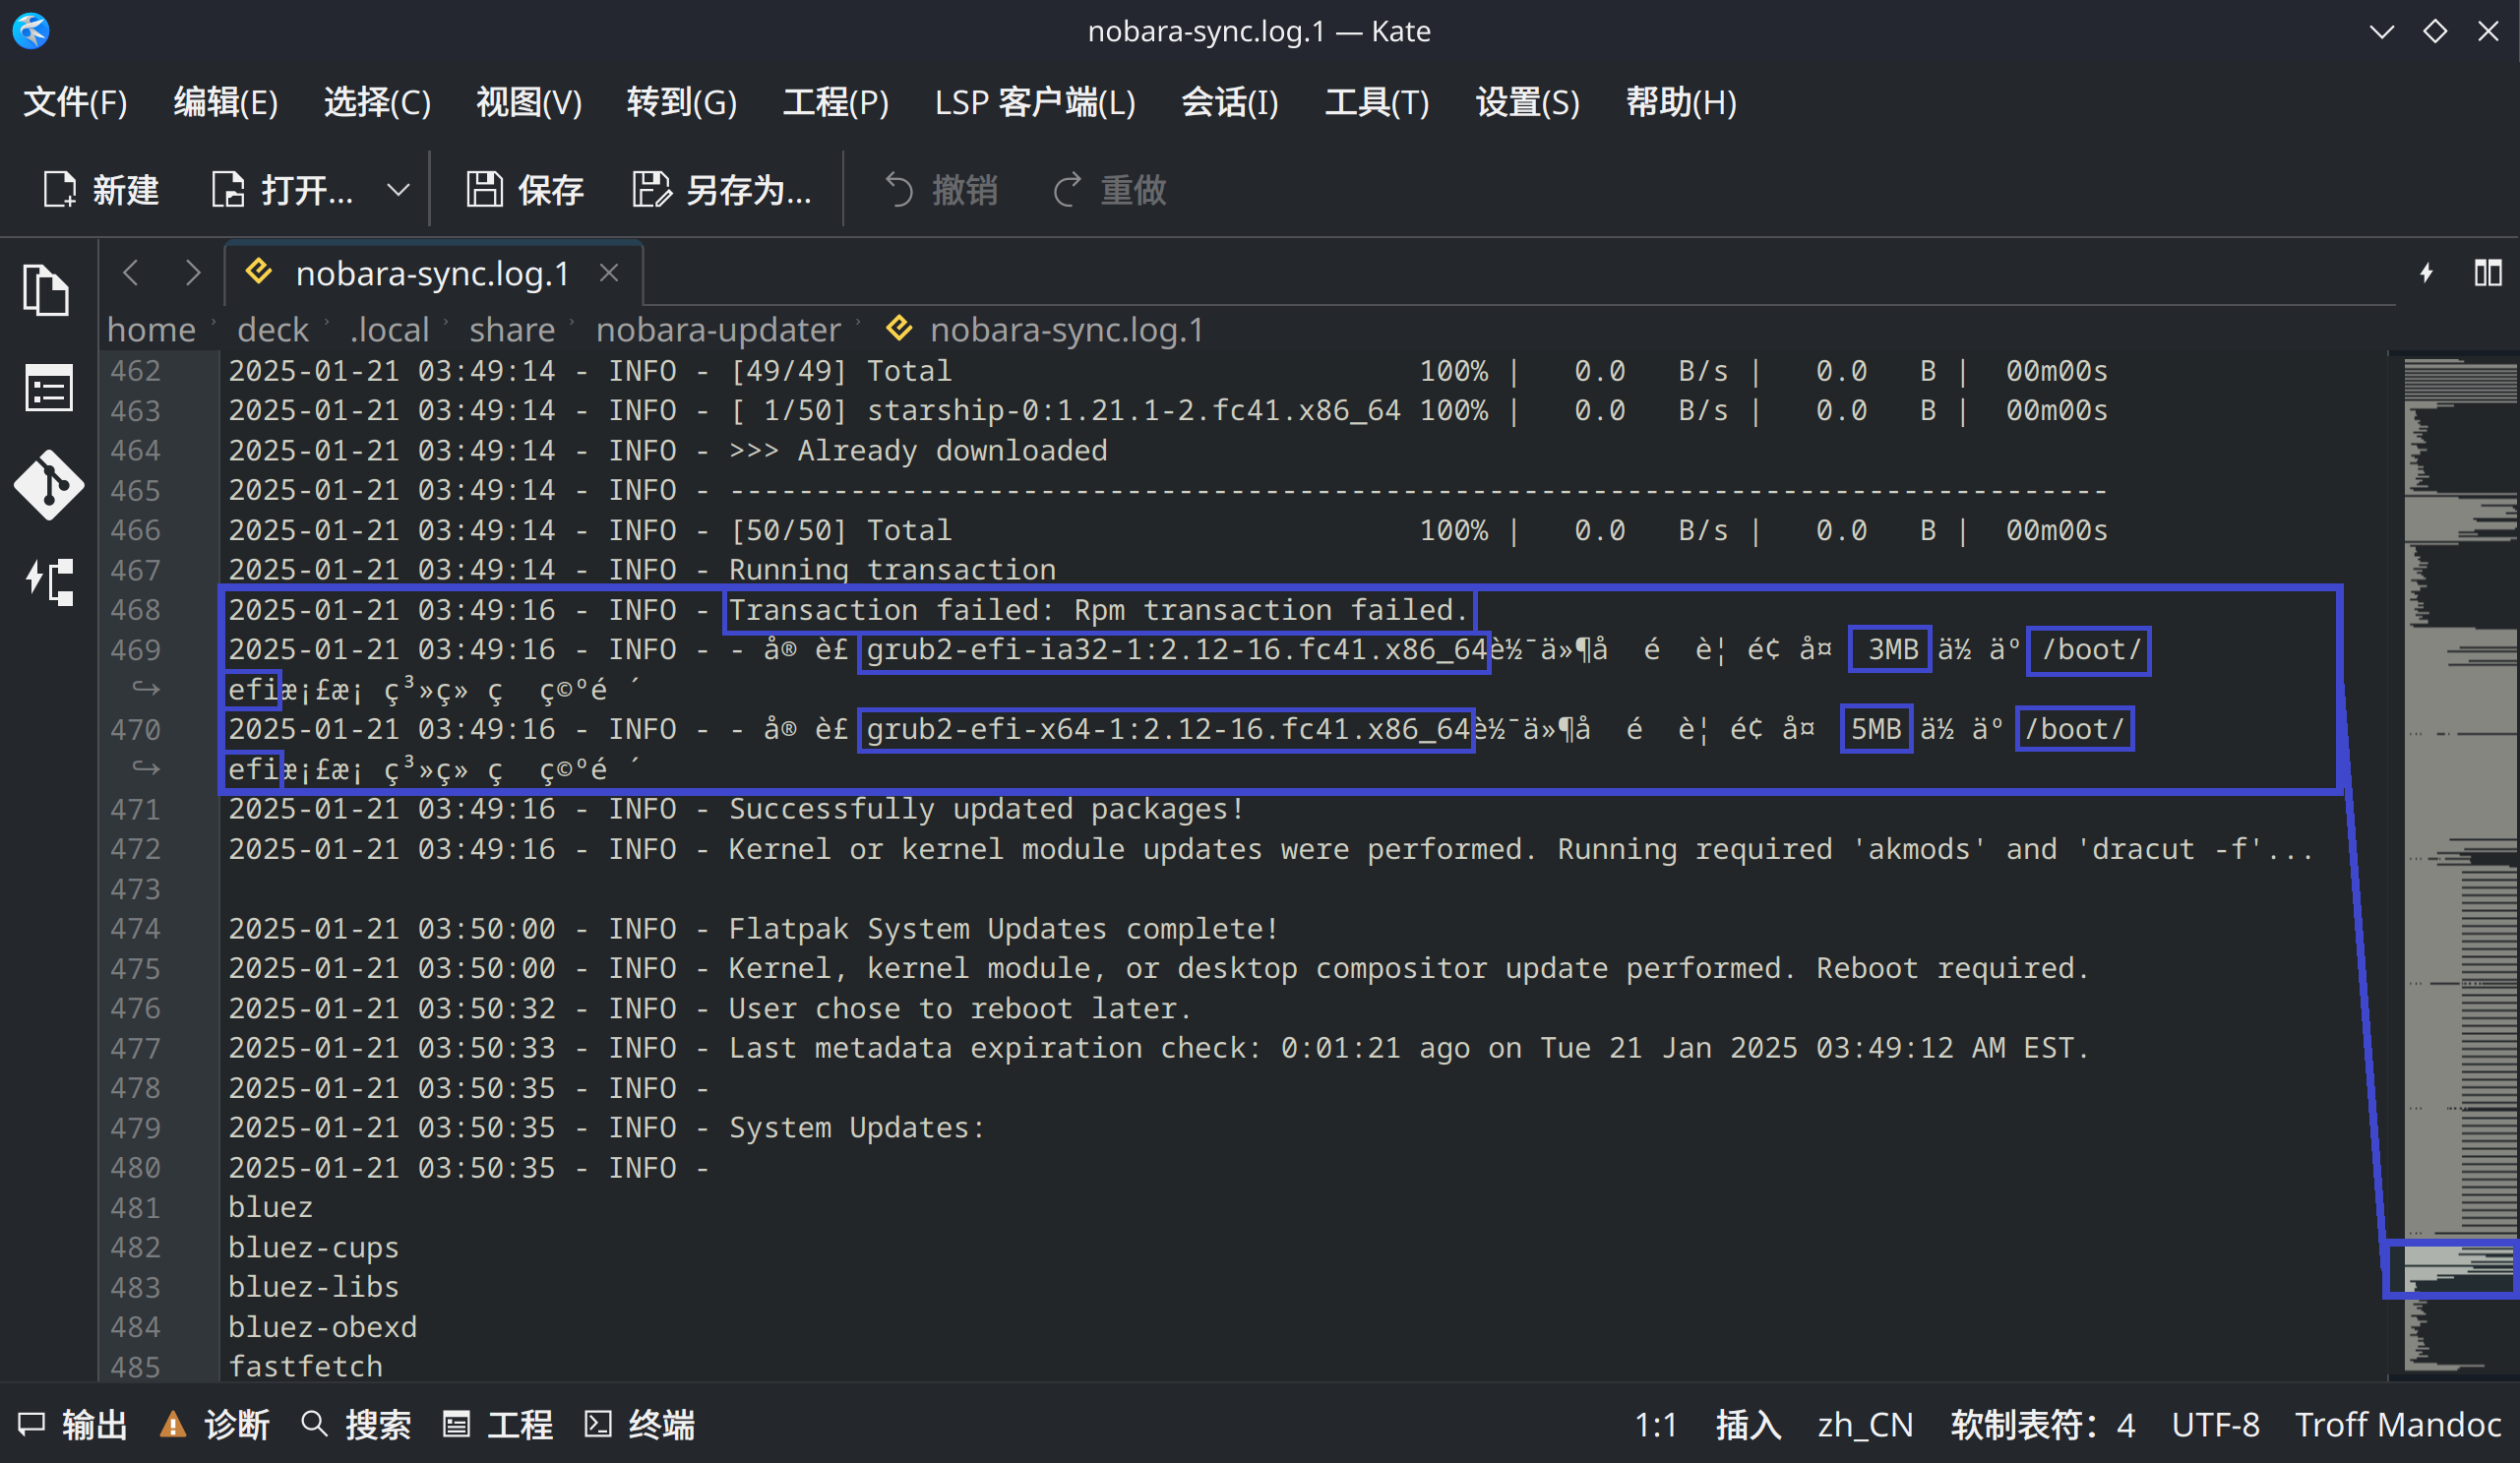 nobara-sync.log.1 — Kate
文件(F) 编辑(E) 选择(C) 视图(V) 转到(G) 工程(P) LSP 客户端(L) 会话(I) 工具(T) 设置(S) 帮助(H)
新建 打开... 保存 另存为... 撤销 重做
nobara-sync.log.1
home deck .local share nobara-updater nobara-sync.log.1
462 2025-01-21 03:49:14 - INFO - [49/49] Total 100% | 0.0 B/s | 0.0 B | 00m00s
463 2025-01-21 03:49:14 - INFO - [ 1/50] starship-0:1.21.1-2.fc41.x86_64 100% | 0.0 B/s | 0.0 B | 00m00s
464 2025-01-21 03:49:14 - INFO - >>> Already downloaded
465 2025-01-21 03:49:14 - INFO - --------------------------------------------------------------------------------
466 2025-01-21 03:49:14 - INFO - [50/50] Total 100% | 0.0 B/s | 0.0 B | 00m00s
467 2025-01-21 03:49:14 - INFO - Running transaction
468 2025-01-21 03:49:16 - INFO - Transaction failed: Rpm transaction failed.
469 2025-01-21 03:49:16 - INFO - - å® è£ grub2-efi-ia32-1:2.12-16.fc41.x86_64è½¯ä»¶å é è¦ é¢ å¤ 3MB ä½ äº /boot/
efiæ¡£æ¡ ç³»ç» ç ç©ºé ´
470 2025-01-21 03:49:16 - INFO - - å® è£ grub2-efi-x64-1:2.12-16.fc41.x86_64è½¯ä»¶å é è¦ é¢ å¤ 5MB ä½ äº /boot/
efiæ¡£æ¡ ç³»ç» ç ç©ºé ´
471 2025-01-21 03:49:16 - INFO - Successfully updated packages!
472 2025-01-21 03:49:16 - INFO - Kernel or kernel module updates were performed. Running required 'akmods' and 'dracut -f'...
473
474 2025-01-21 03:50:00 - INFO - Flatpak System Updates complete!
475 2025-01-21 03:50:00 - INFO - Kernel, kernel module, or desktop compositor update performed. Reboot required.
476 2025-01-21 03:50:32 - INFO - User chose to reboot later.
477 2025-01-21 03:50:33 - INFO - Last metadata expiration check: 0:01:21 ago on Tue 21 Jan 2025 03:49:12 AM EST.
478 2025-01-21 03:50:35 - INFO -
479 2025-01-21 03:50:35 - INFO - System Updates:
480 2025-01-21 03:50:35 - INFO -
481 bluez
482 bluez-cups
483 bluez-libs
484 bluez-obexd
485 fastfetch
输出 诊断 搜索 工程 终端 1:1 插入 zh_CN 软制表符：4 UTF-8 Troff Mandoc